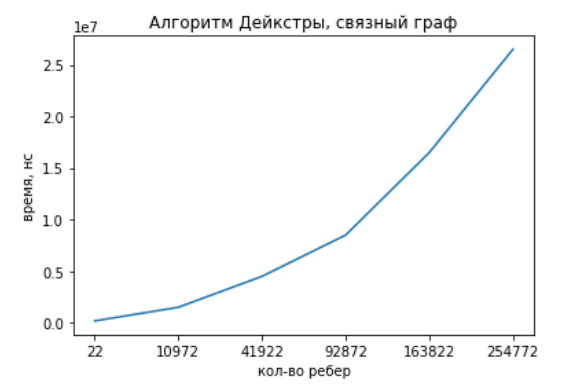 Алгоритм Дейкстры, связный граф
1e7
2.5
2.0
1.5
1.0
0.5
0.0
время, нс
22 10972 41922 92872 163822 254772
кол-во ребер